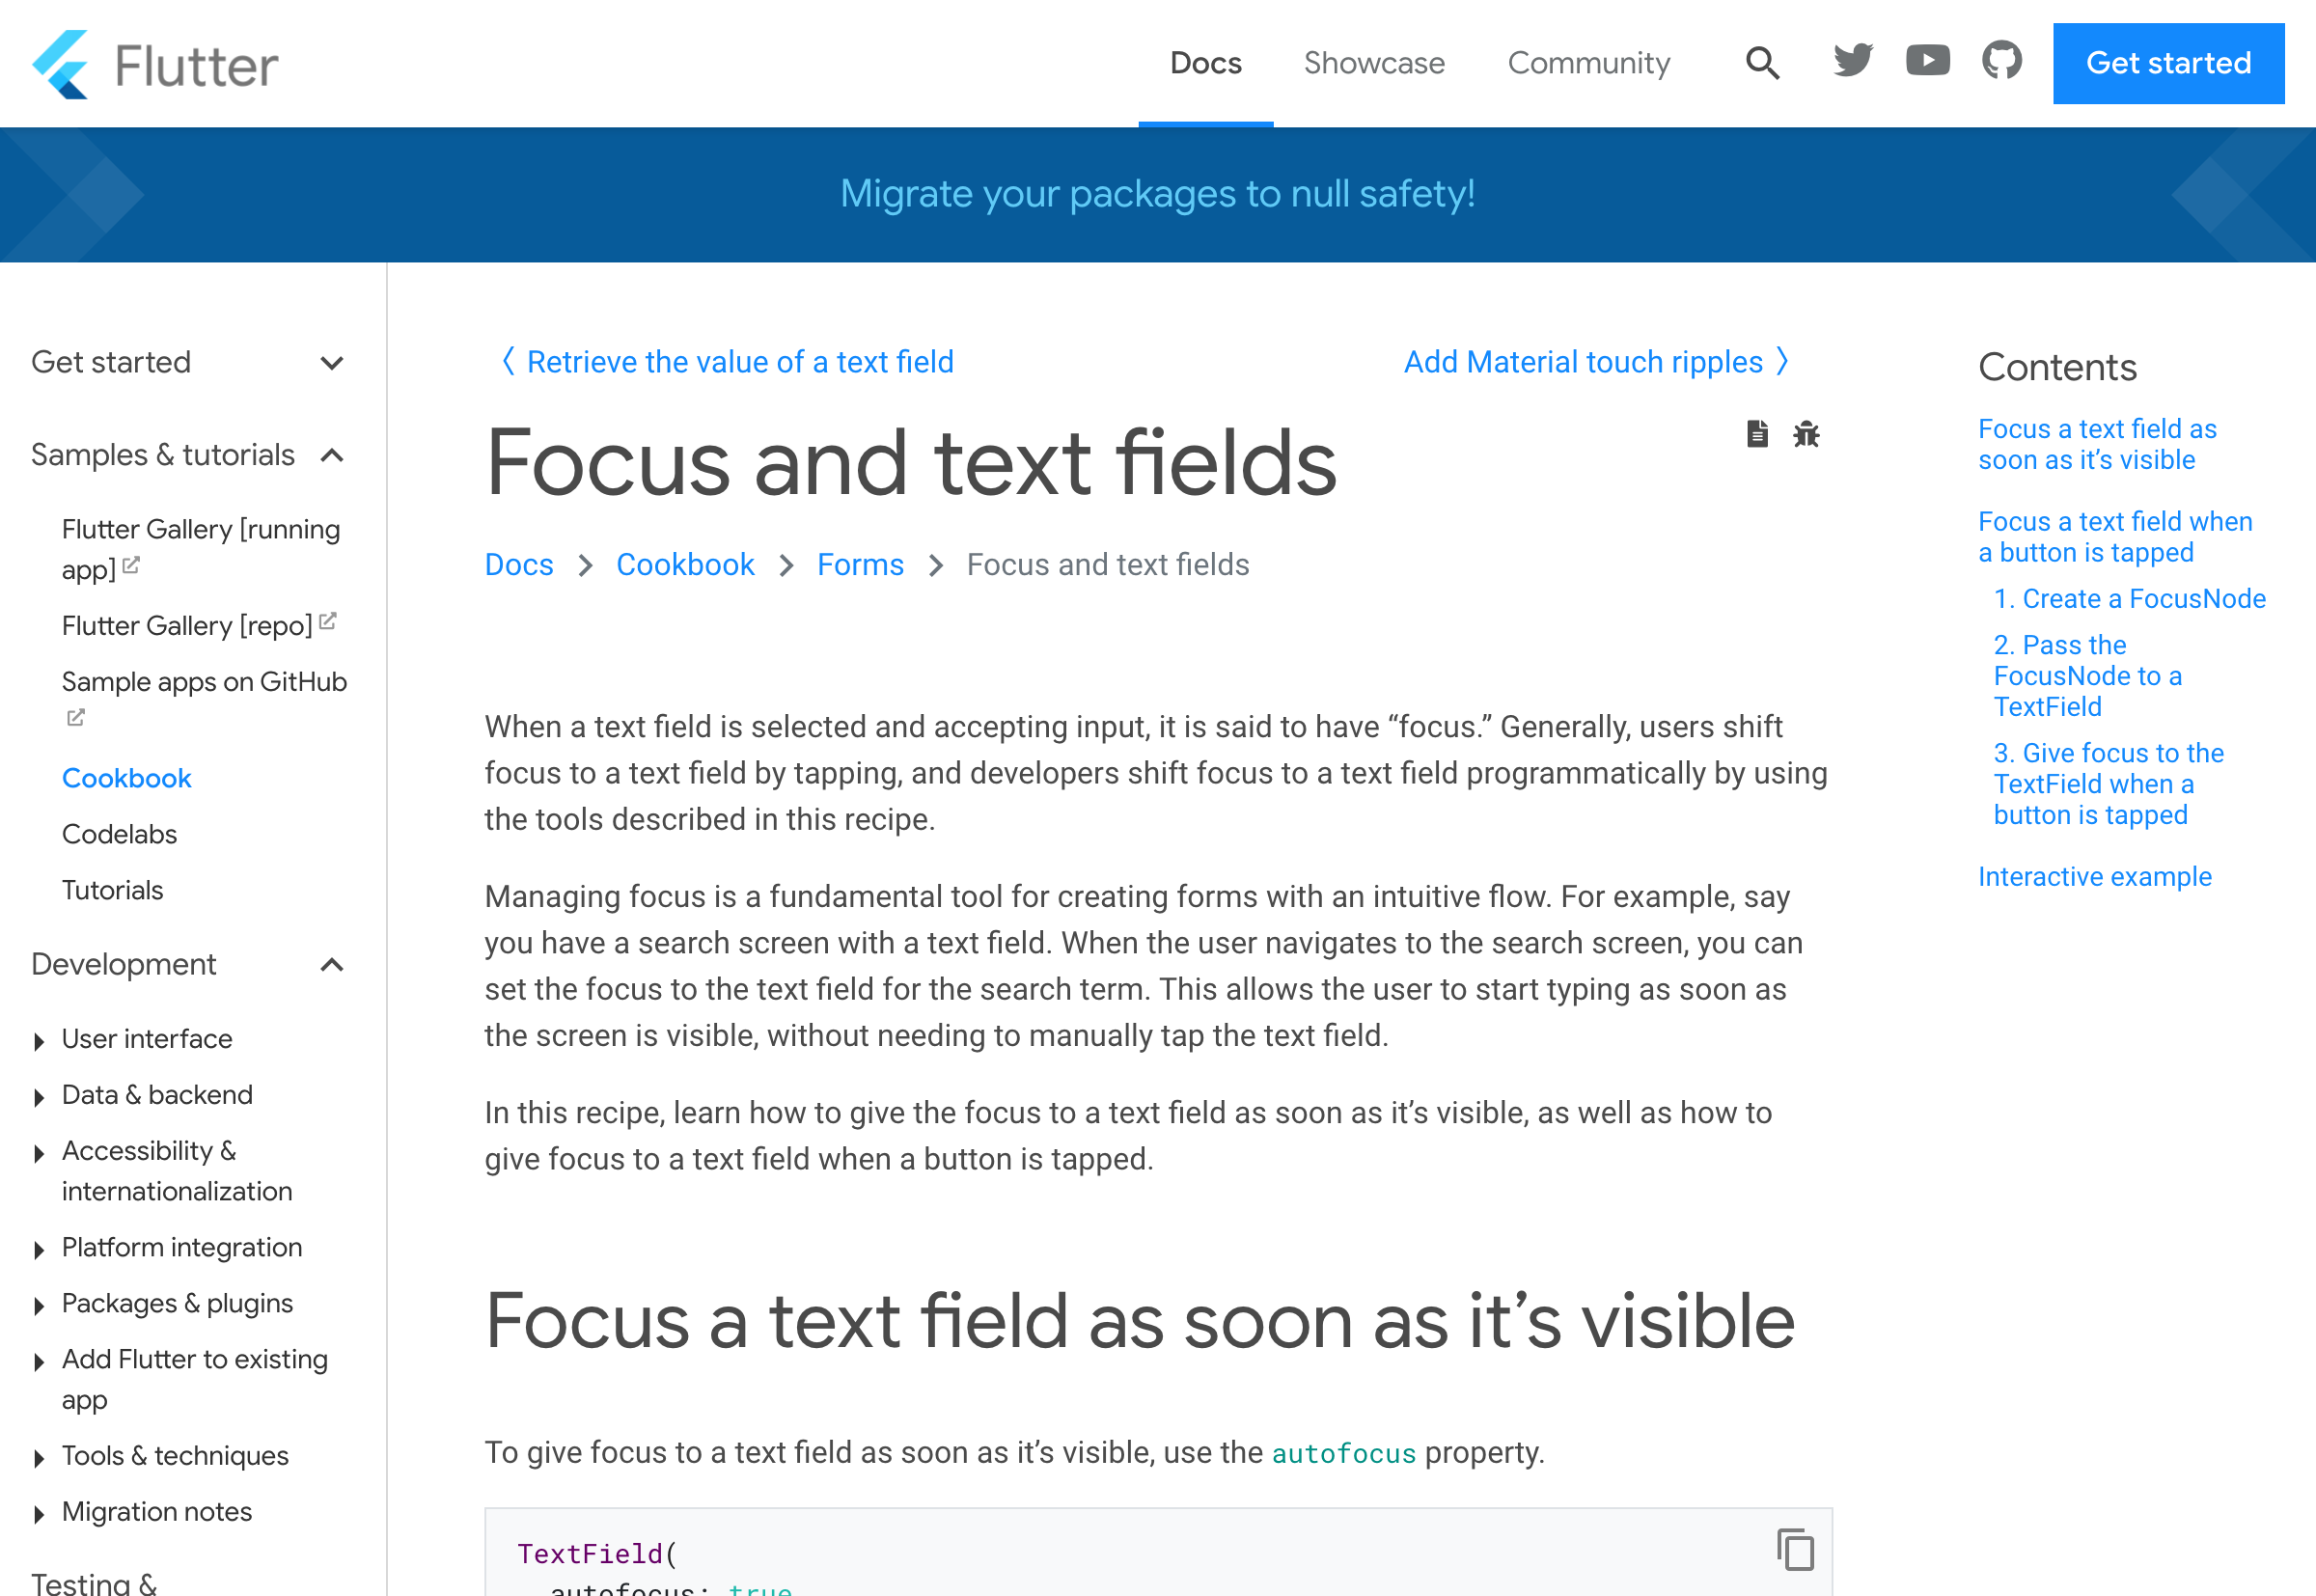 Flutter
Docs
Showcase
Community
Get started
Migrate your packages to null safety!
Get started
Samples & tutorials
Flutter Gallery [running
app]
Flutter Gallery [repo]
Sample apps on GitHub
Cookbook
Codelabs
Tutorials
Development
User interface
Data & backend
Accessibility &
internationalization
Platform integration
Packages & plugins
Add Flutter to existing
app
Tools & techniques
Migration notes
Testing &
〈 Retrieve the value of a text field
Add Material touch ripples 〉
Focus and text fields
Docs > Cookbook > Forms > Focus and text fields
When a text field is selected and accepting input, it is said to have “focus.” Generally, users shift
focus to a text field by tapping, and developers shift focus to a text field programmatically by using
the tools described in this recipe.
Managing focus is a fundamental tool for creating forms with an intuitive flow. For example, say
you have a search screen with a text field. When the user navigates to the search screen, you can
set the focus to the text field for the search term. This allows the user to start typing as soon as
the screen is visible, without needing to manually tap the text field.
In this recipe, learn how to give the focus to a text field as soon as it’s visible, as well as how to
give focus to a text field when a button is tapped.
Focus a text field as soon as it’s visible
To give focus to a text field as soon as it’s visible, use the autofocus property.
TextField(
autofocus: true
Contents
Focus a text field as
soon as it’s visible
Focus a text field when
a button is tapped
1. Create a FocusNode
2. Pass the
FocusNode to a
TextField
3. Give focus to the
TextField when a
button is tapped
Interactive example